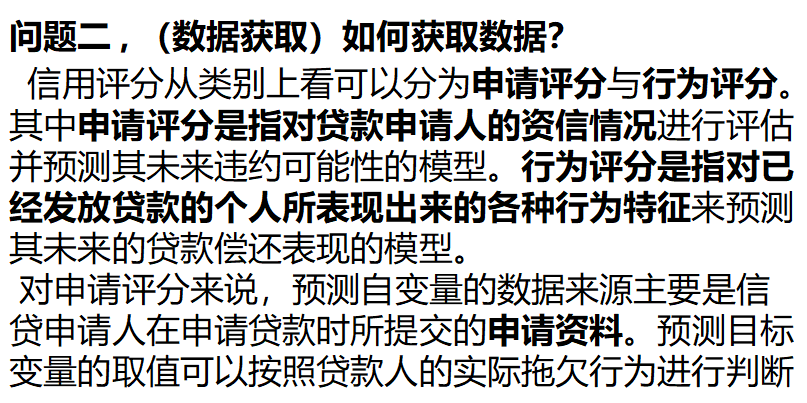 问题二，（数据获取）如何获取数据？
信用评分从类别上看可以分为申请评分与行为评分。
其中申请评分是指对贷款申请人的资信情况进行评估
并预测其未来违约可能性的模型。行为评分是指对已
经发放贷款的个人所表现出来的各种行为特征来预测
其未来的贷款偿还表现的模型。
对申请评分来说，预测自变量的数据来源主要是信
贷申请人在申请贷款时所提交的申请资料。预测目标
变量的取值可以按照贷款人的实际拖欠行为进行判断